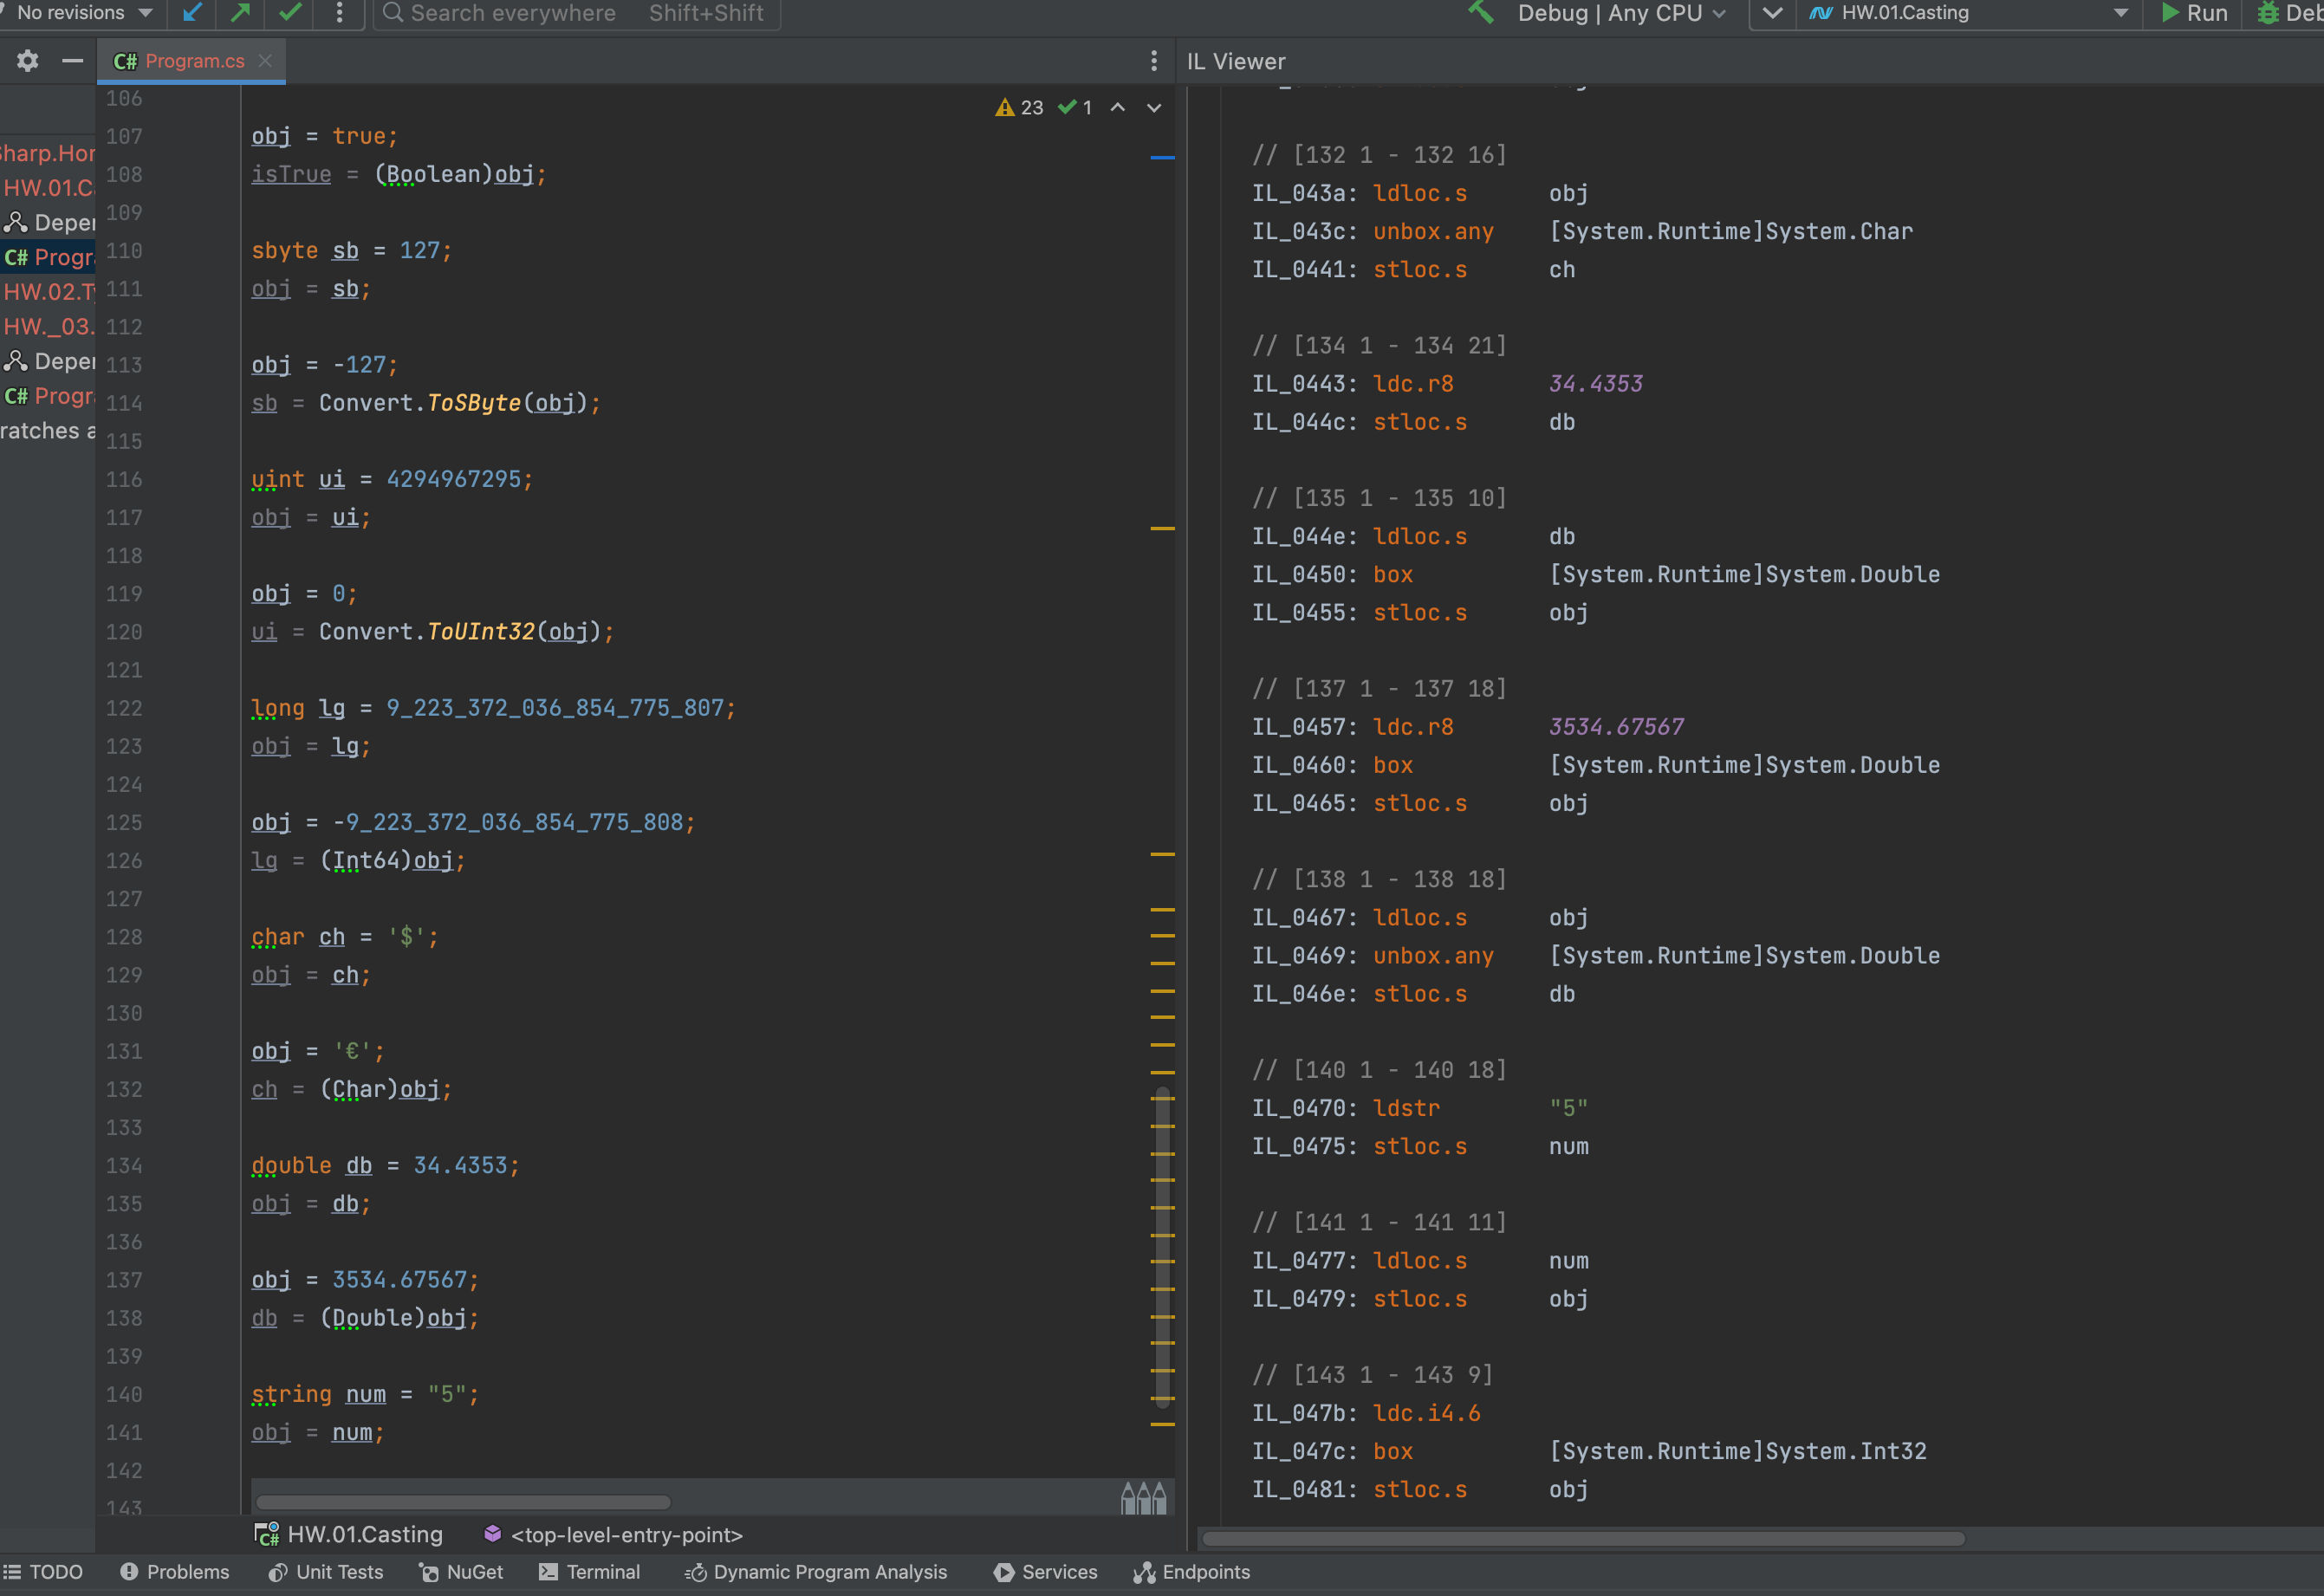 No revisions
Search everywhere Shift+Shift
Debug | Any CPU
HW.01.Casting
Run
C# Program.cs
IL Viewer
23 1
HW.01.C
C# Progr
HW.02.T
HW._03.
C# Progr
106
107 obj = true;
108 isTrue = (Boolean)obj;
109
110 sbyte sb = 127;
111 obj = sb;
112
113 obj = -127;
114 sb = Convert.ToSByte(obj);
115
116 uint ui = 4294967295;
117 obj = ui;
118
119 obj = 0;
120 ui = Convert.ToUInt32(obj);
121
122 long lg = 9_223_372_036_854_775_807;
123 obj = lg;
124
125 obj = -9_223_372_036_854_775_808;
126 lg = (Int64)obj;
127
128 char ch = '$';
129 obj = ch;
130
131 obj = '€';
132 ch = (Char)obj;
133
134 double db = 34.4353;
135 obj = db;
136
137 obj = 3534.67567;
138 db = (Double)obj;
139
140 string num = "5";
141 obj = num;
142
143
// [132 1 - 132 16]
IL_043a: ldloc.s obj
IL_043c: unbox.any [System.Runtime]System.Char
IL_0441: stloc.s ch
// [134 1 - 134 21]
IL_0443: ldc.r8 34.4353
IL_044c: stloc.s db
// [135 1 - 135 10]
IL_044e: ldloc.s db
IL_0450: box [System.Runtime]System.Double
IL_0455: stloc.s obj
// [137 1 - 137 18]
IL_0457: ldc.r8 3534.67567
IL_0460: box [System.Runtime]System.Double
IL_0465: stloc.s obj
// [138 1 - 138 18]
IL_0467: ldloc.s obj
IL_0469: unbox.any [System.Runtime]System.Double
IL_046e: stloc.s db
// [140 1 - 140 18]
IL_0470: ldstr "5"
IL_0475: stloc.s num
// [141 1 - 141 11]
IL_0477: ldloc.s num
IL_0479: stloc.s obj
// [143 1 - 143 9]
IL_047b: ldc.i4.6
IL_047c: box [System.Runtime]System.Int32
IL_0481: stloc.s obj
C# HW.01.Casting <top-level-entry-point>
TODO Problems Unit Tests NuGet Terminal Dynamic Program Analysis Services Endpoints